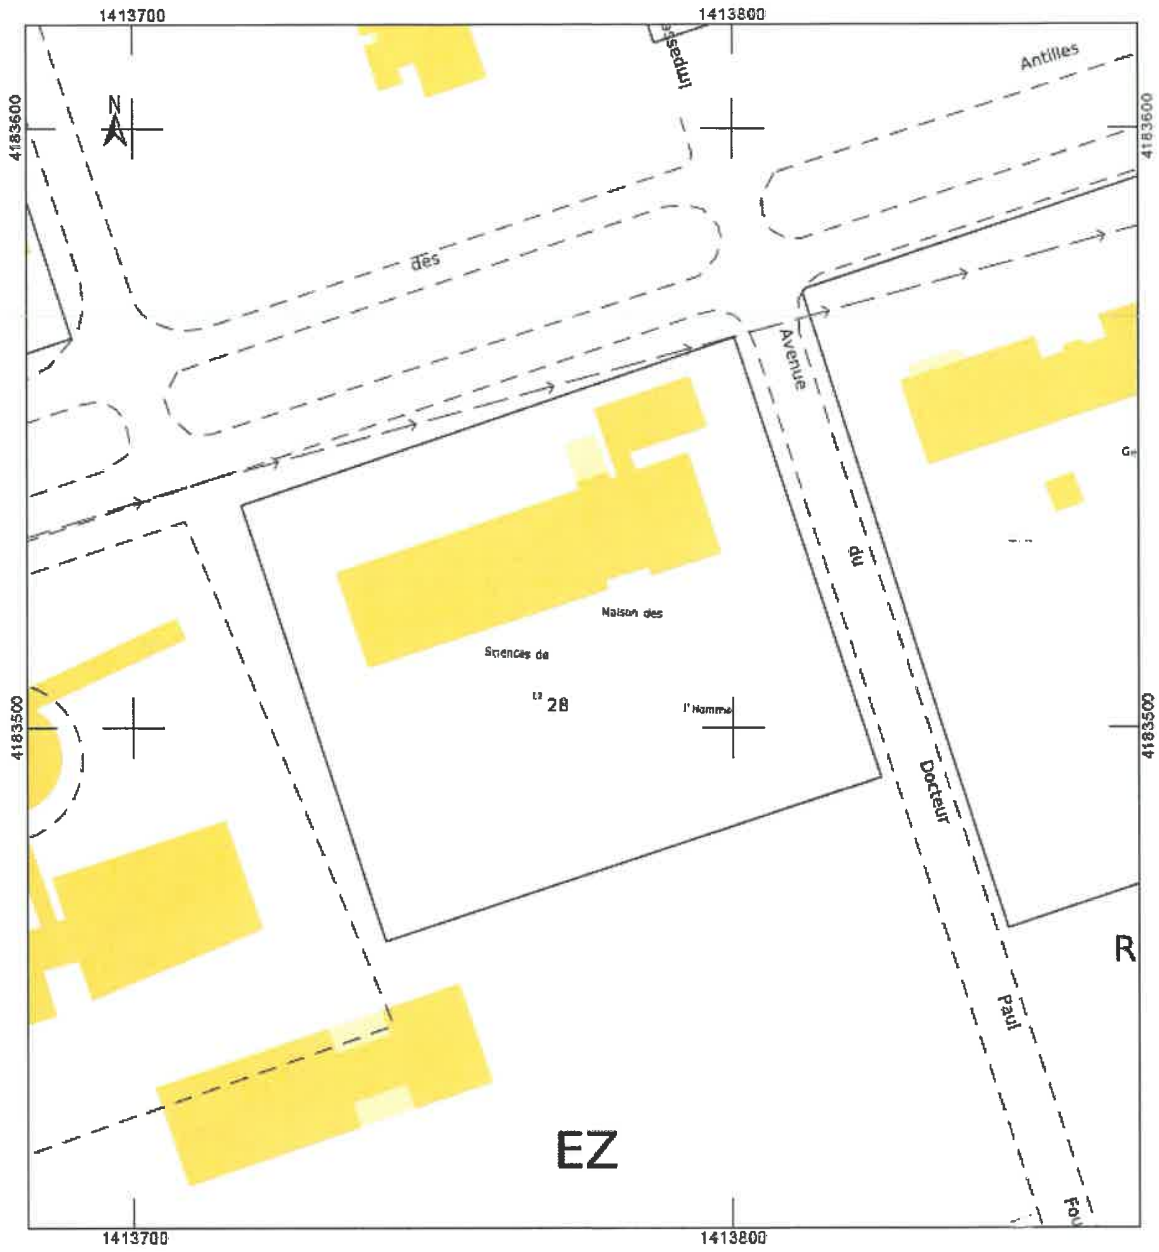 1413700
1413800
Impasse
Antilles
N
4183600
4183600
des
Avenue
du
Maison des
Sciences de
28
l'Homme
4183500
4183500
Docteur
R
Paul
EZ
Fou
1413700
1413800